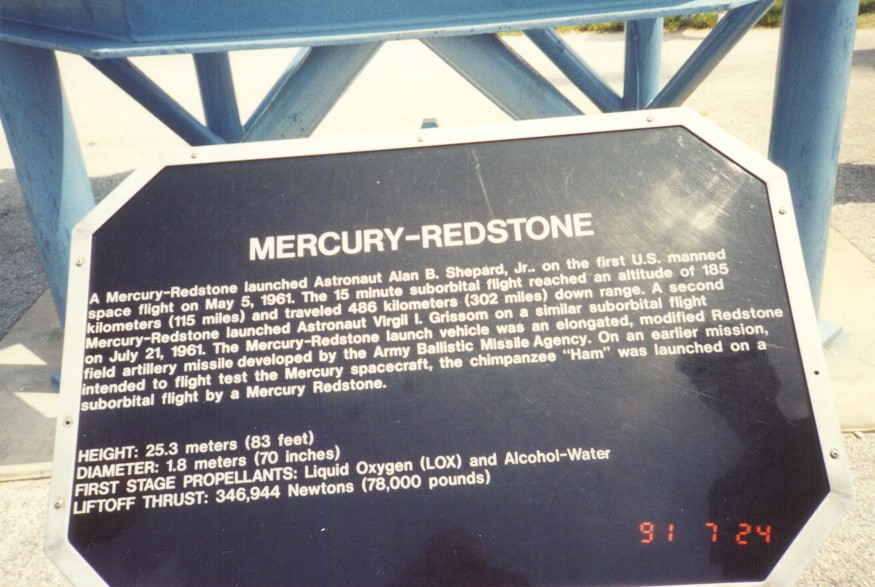 MERCURY-REDSTONE
A Mercury-Redstone launched Astronaut Alan B. Shepard, Jr.. on the first U.S. manned
space flight on May 5, 1961. The 15 minute suborbital flight reached an altitude of 185
kilometers (115 miles) and traveled 486 kilometers (302 miles) down range. A second
Mercury-Redstone launched Astronaut Virgil I. Grissom on a similar suborbital flight
on July 21, 1961. The Mercury-Redstone launch vehicle was an elongated, modified Redstone
field artillery missile developed by the Army Ballistic Missile Agency. On an earlier mission,
intended to flight test the Mercury spacecraft, the chimpanzee "Ham" was launched on a
suborbital flight by a Mercury Redstone.
HEIGHT: 25.3 meters (83 feet)
DIAMETER: 1.8 meters (70 inches)
FIRST STAGE PROPELLANTS: Liquid Oxygen (LOX) and Alcohol-Water
LIFTOFF THRUST: 346,944 Newtons (78,000 pounds)
91 7 24